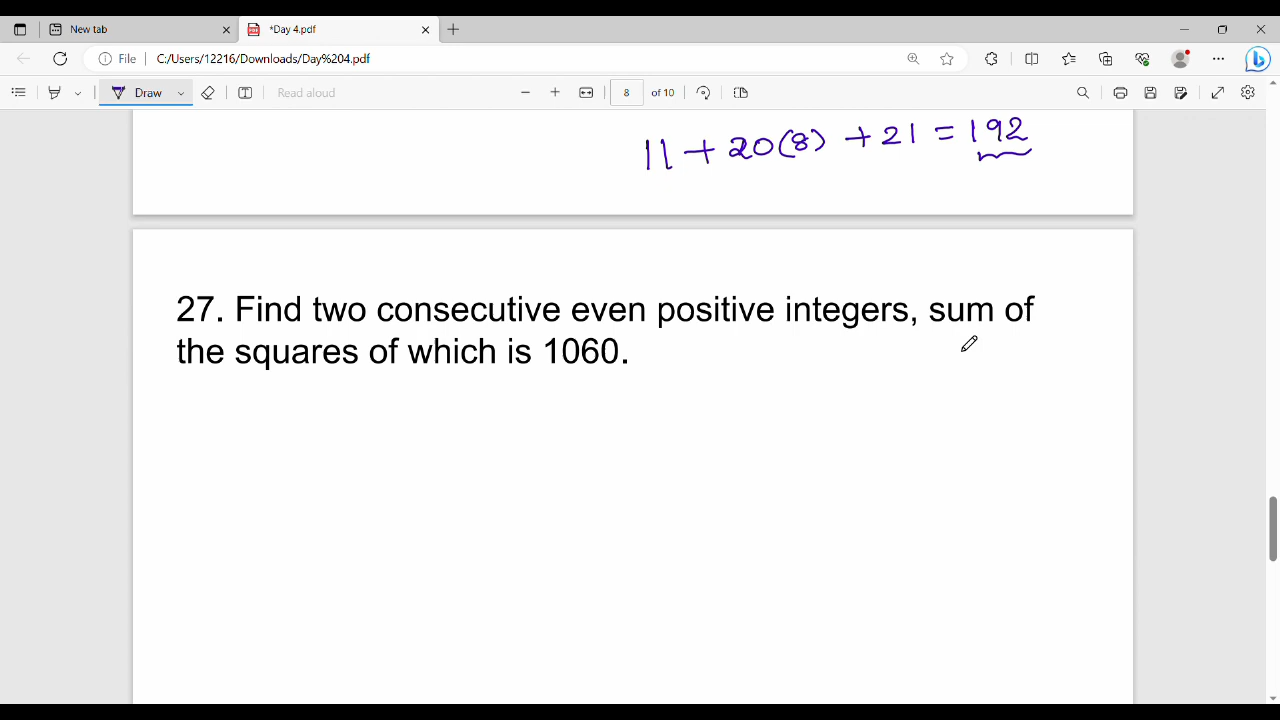 New tab
*Day 4.pdf
File
C:/Users/12216/Downloads/Day%204.pdf
Draw
Read aloud
8
of 10
11 + 20(8) + 21 = 192
27. Find two consecutive even positive integers, sum of
the squares of which is 1060.